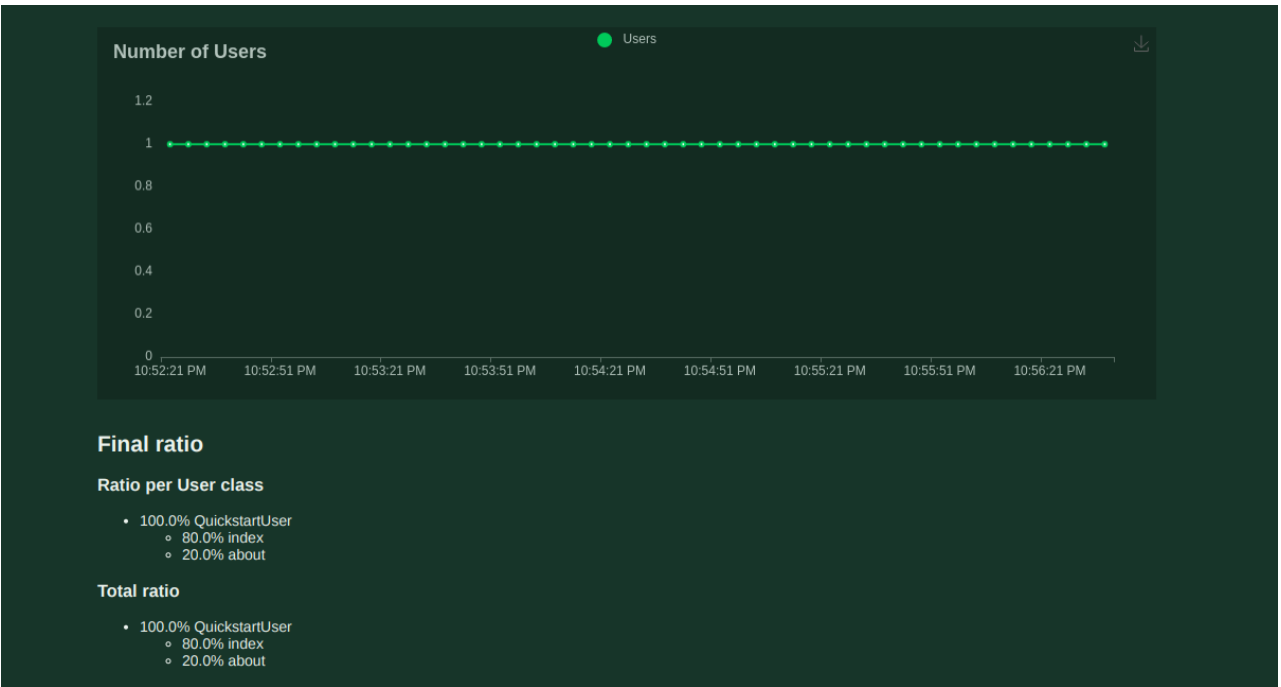 Number of Users
Users
1.2
1
0.8
0.6
0.4
0.2
0
10:52:21 PM 10:52:51 PM 10:53:21 PM 10:53:51 PM 10:54:21 PM 10:54:51 PM 10:55:21 PM 10:55:51 PM 10:56:21 PM
Final ratio
Ratio per User class
• 100.0% QuickstartUser
◦ 80.0% index
◦ 20.0% about
Total ratio
• 100.0% QuickstartUser
◦ 80.0% index
◦ 20.0% about